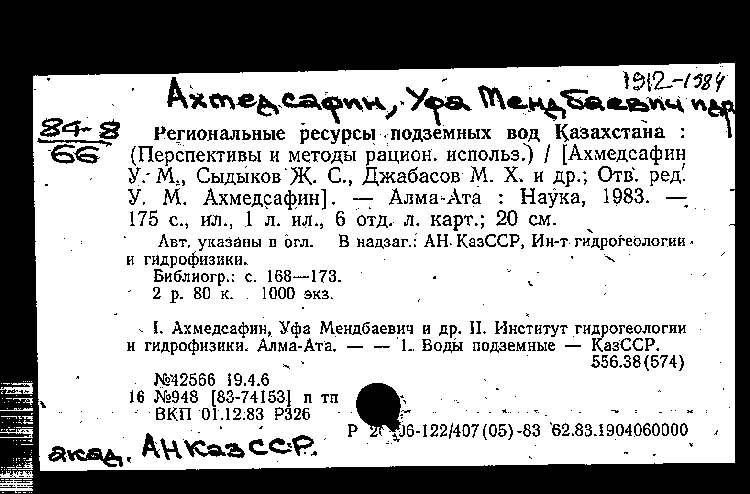 1912-1984
Ахмедсафин, Уфа Мендбаевич и др
84-8
66
Региональные ресурсы подземных вод Казахстана :
(Перспективы и методы рацион. использ.) / [Ахмедсафин
У. М., Сыдыков Ж. С., Джабасов М. Х. и др.; Отв. ред.
У. М. Ахмедсафин]. — Алма-Ата : Наука, 1983. —
175 с., ил., 1 л. ил., 6 отд. л. карт.; 20 см.
Авт. указаны в огл. В надзаг.: АН КазССР, Ин-т гидрогеологии
и гидрофизики.
Библиогр.: с. 168—173.
2 р. 80 к. 1000 экз.
I. Ахмедсафин, Уфа Мендбаевич и др. II. Институт гидрогеологии
и гидрофизики. Алма-Ата. — — 1. Воды подземные — КазССР.
556.38(574)
№42566 19.4.6
16 №948 [83-74153] п тп
ВКП 01.12.83 Р326
Р 06-122/407(05)-83 62.83.1904060000
акад. АН КазССР.